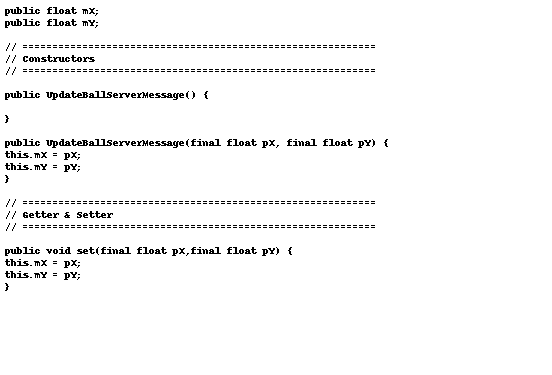 public float mX;
public float mY;
// ===========================================================
// Constructors
// ===========================================================
public UpdateBallServerMessage() {
}
public UpdateBallServerMessage(final float pX, final float pY) {
this.mX = pX;
this.mY = pY;
}
// ===========================================================
// Getter & Setter
// ===========================================================
public void set(final float pX,final float pY) {
this.mX = pX;
this.mY = pY;
}